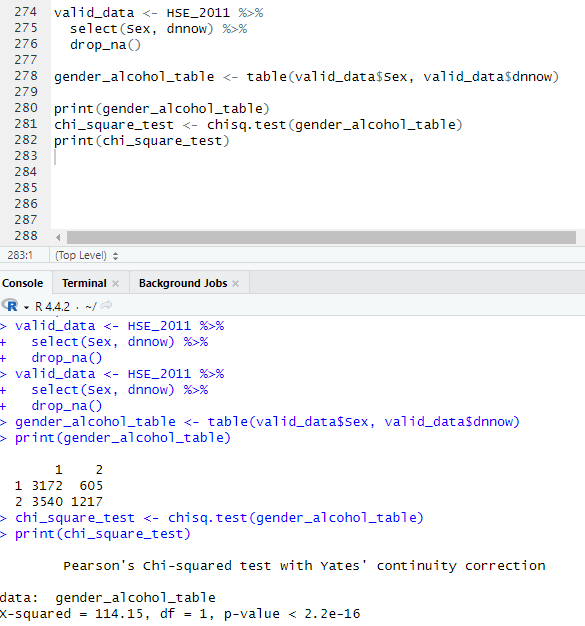 274 valid_data <- HSE_2011 %>%
275   select(Sex, dnnow) %>%
276   drop_na()
277
278 gender_alcohol_table <- table(valid_data$Sex, valid_data$dnnow)
279
280 print(gender_alcohol_table)
281 chi_square_test <- chisq.test(gender_alcohol_table)
282 print(chi_square_test)
283
284
285
286
287
288
283:1 (Top Level)
Console Terminal Background Jobs
R R 4.4.2 · ~/
> valid_data <- HSE_2011 %>%
+   select(Sex, dnnow) %>%
+   drop_na()
> valid_data <- HSE_2011 %>%
+   select(Sex, dnnow) %>%
+   drop_na()
> gender_alcohol_table <- table(valid_data$Sex, valid_data$dnnow)
> print(gender_alcohol_table)
       1    2
  1 3172  605
  2 3540 1217
> chi_square_test <- chisq.test(gender_alcohol_table)
> print(chi_square_test)
        Pearson's Chi-squared test with Yates' continuity correction
data:  gender_alcohol_table
X-squared = 114.15, df = 1, p-value < 2.2e-16